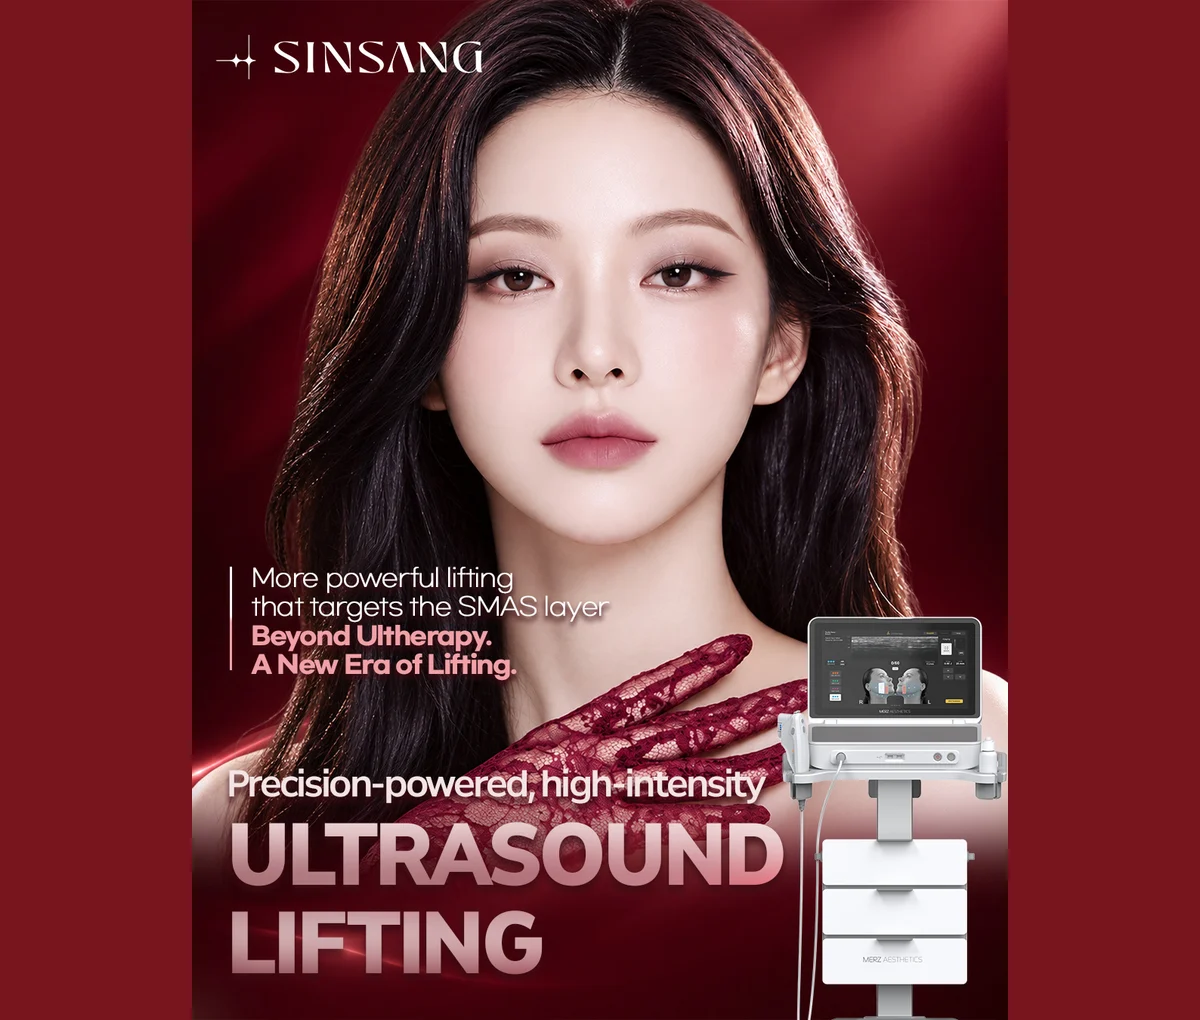 SINSANG
More powerful lifting
that targets the SMAS layer
Beyond Ultherapy.
A New Era of Lifting.
Precision-powered, high-intensity
ULTRASOUND
LIFTING
MERZ AESTHETICS
MERZ AESTHETICS